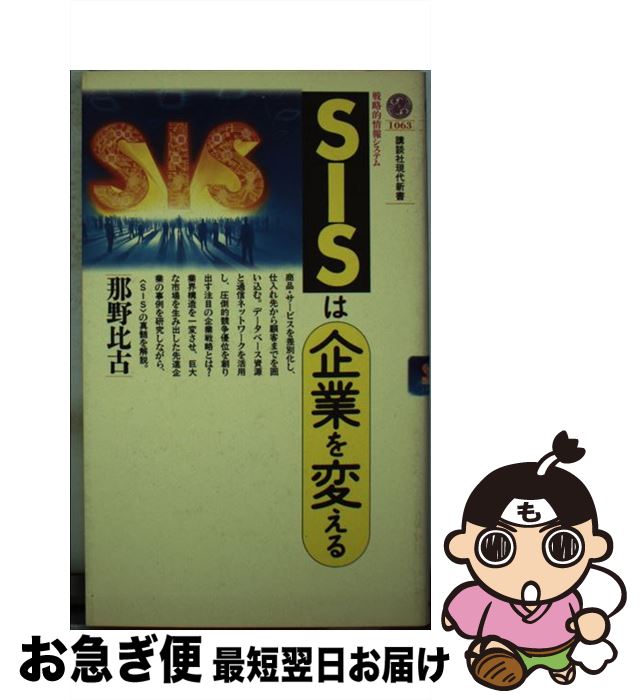 1063
講談社現代新書
戦略的情報システム
SISは企業を変える
SIS
商品・サービスを差別化し、
仕入れ先から顧客までを囲
い込む。データベース資源
と通信ネットワークを活用
し、圧倒的競争優位を創り
出す注目の企業戦略とは?
業界構造を一変させ、巨大
な市場を生み出した先進企
業の事例を研究しながら、
〈SIS〉の真髄を解説。
那野比古
も
お急ぎ便 最短翌日お届け